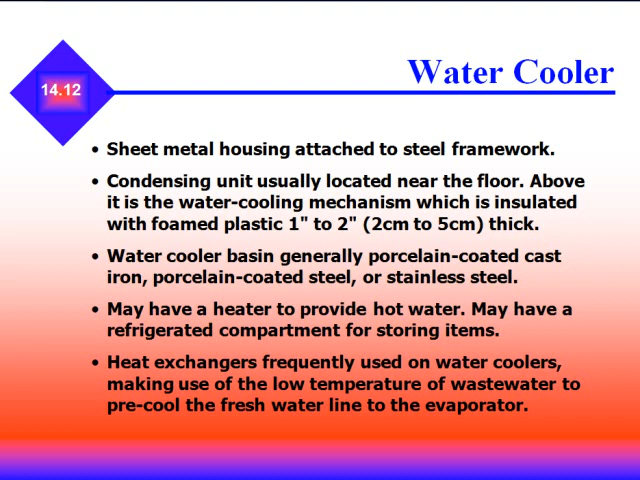 Water Cooler
14.12
• Sheet metal housing attached to steel framework.
• Condensing unit usually located near the floor. Above
it is the water-cooling mechanism which is insulated
with foamed plastic 1" to 2" (2cm to 5cm) thick.
• Water cooler basin generally porcelain-coated cast
iron, porcelain-coated steel, or stainless steel.
• May have a heater to provide hot water. May have a
refrigerated compartment for storing items.
• Heat exchangers frequently used on water coolers,
making use of the low temperature of wastewater to
pre-cool the fresh water line to the evaporator.